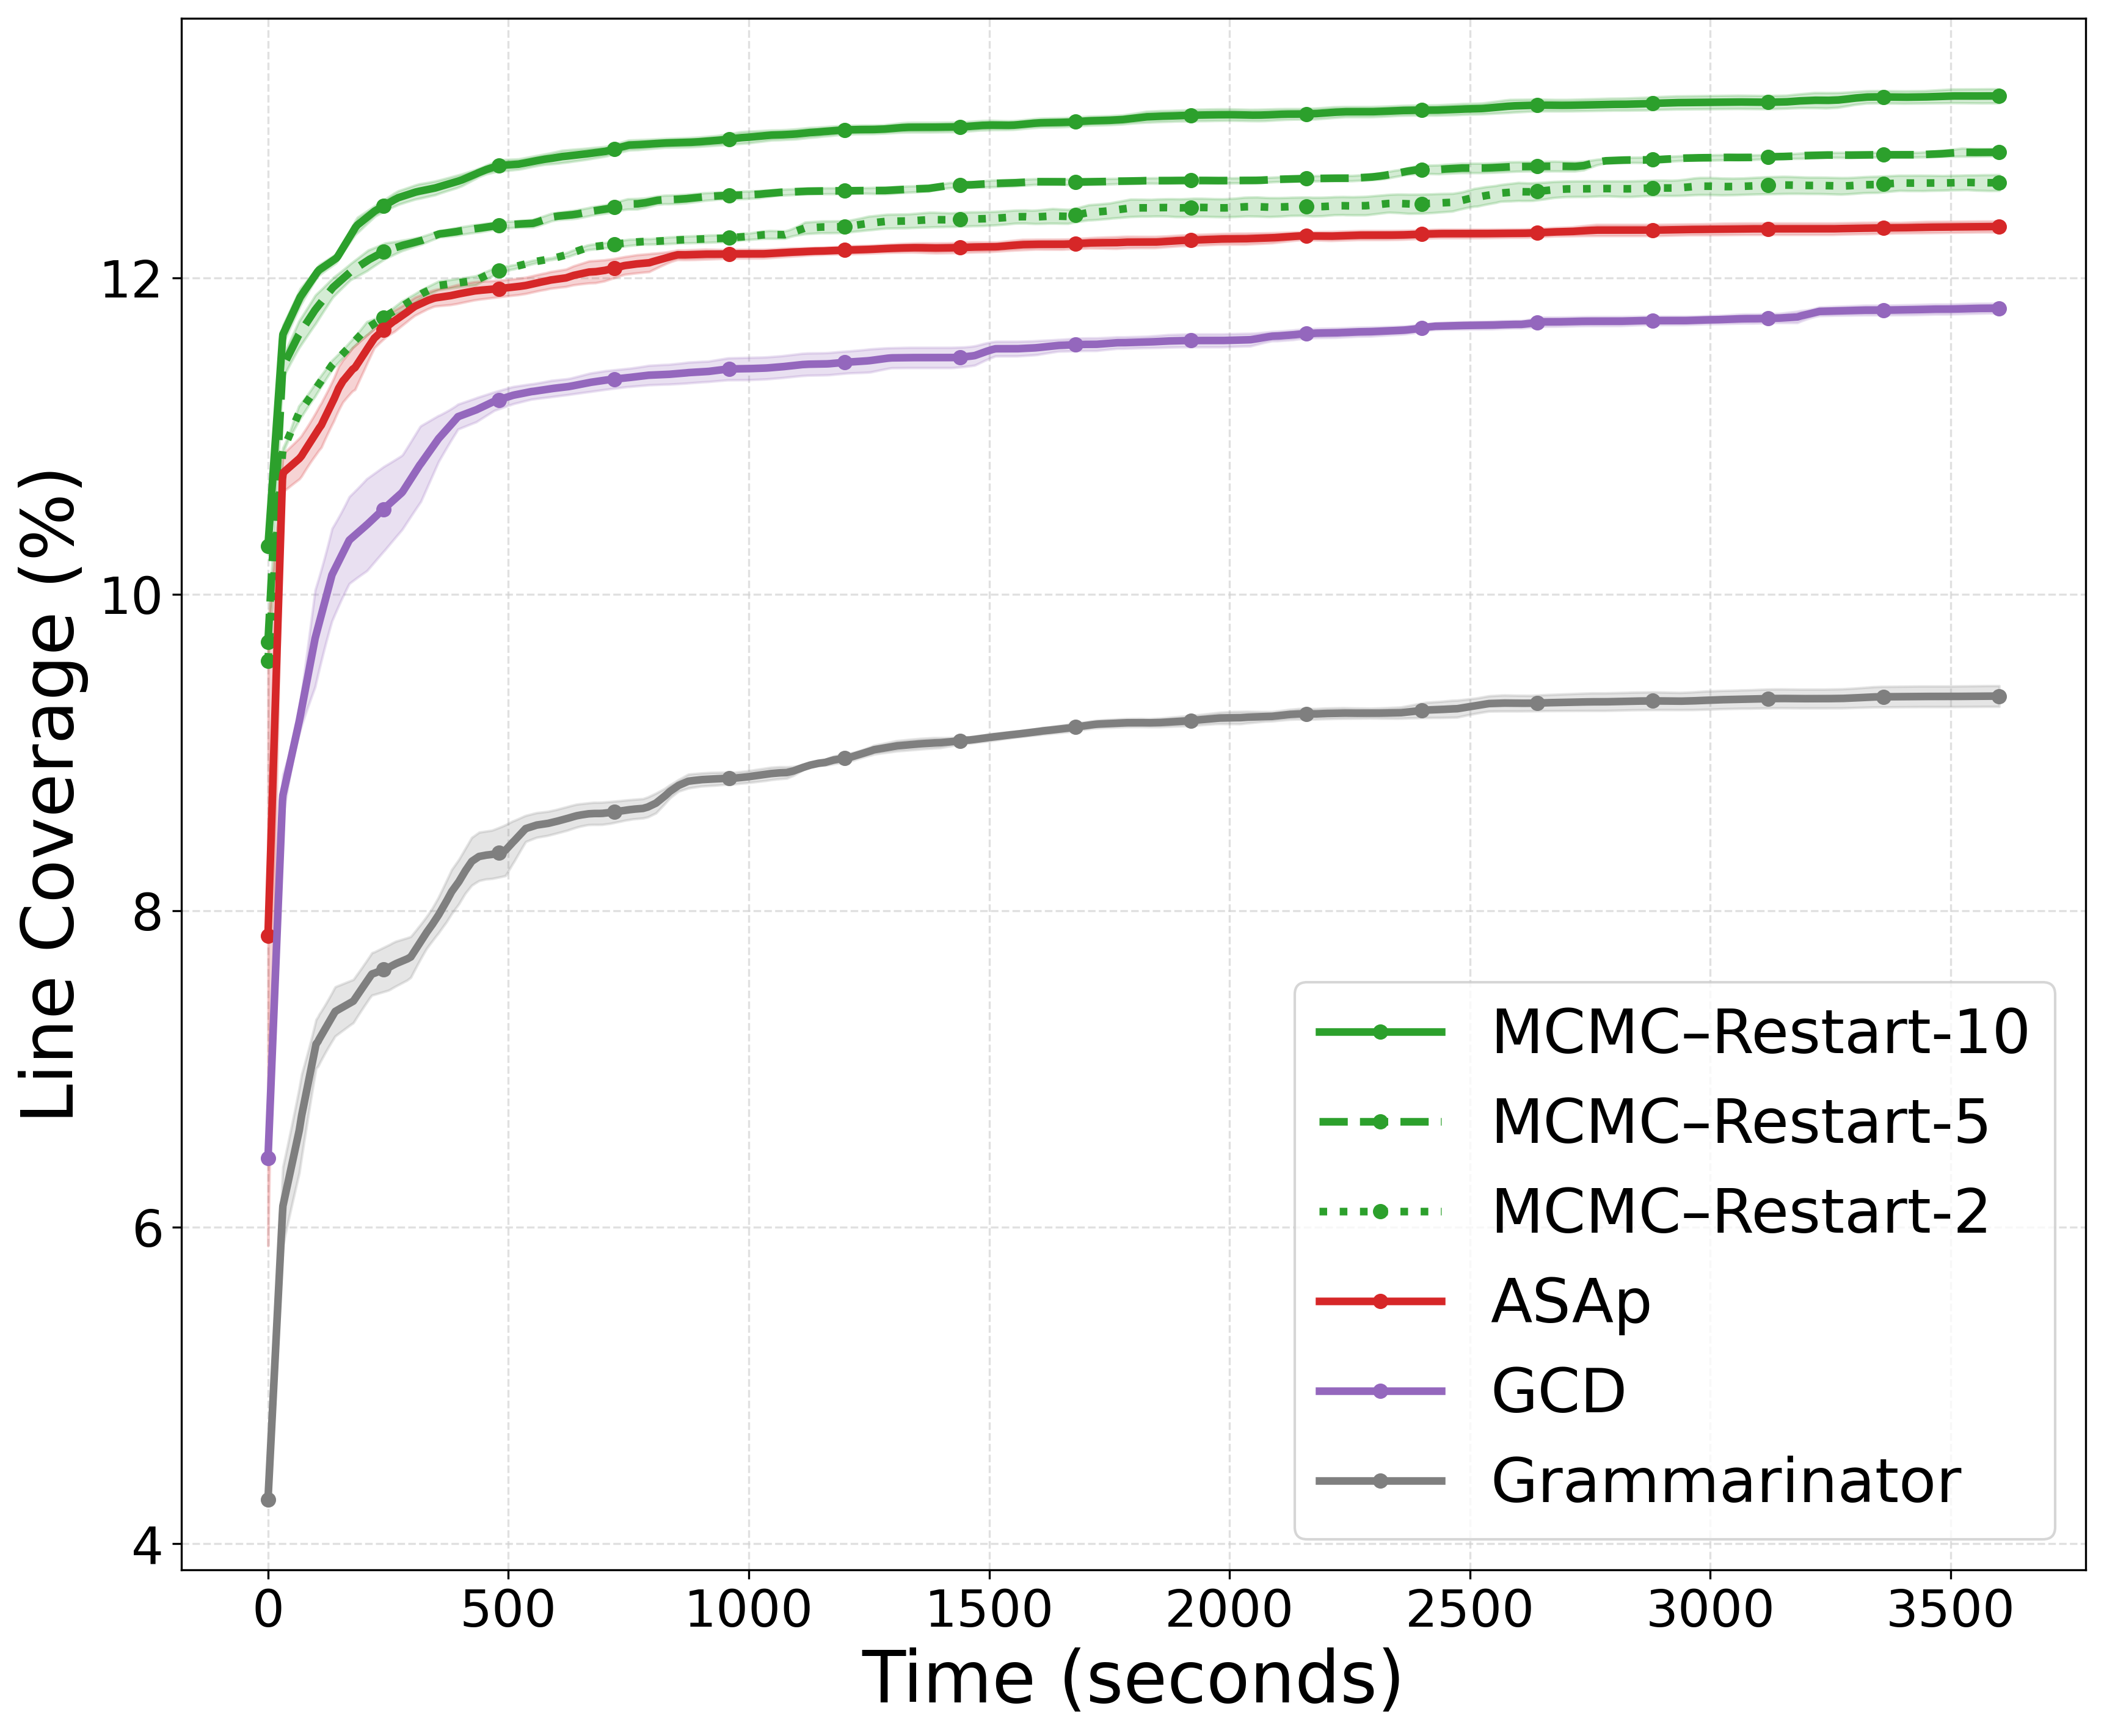 Line Coverage (%)
12
10
8
6
4
0 500 1000 1500 2000 2500 3000 3500
Time (seconds)
MCMC–Restart-10
MCMC–Restart-5
MCMC–Restart-2
ASAp
GCD
Grammarinator